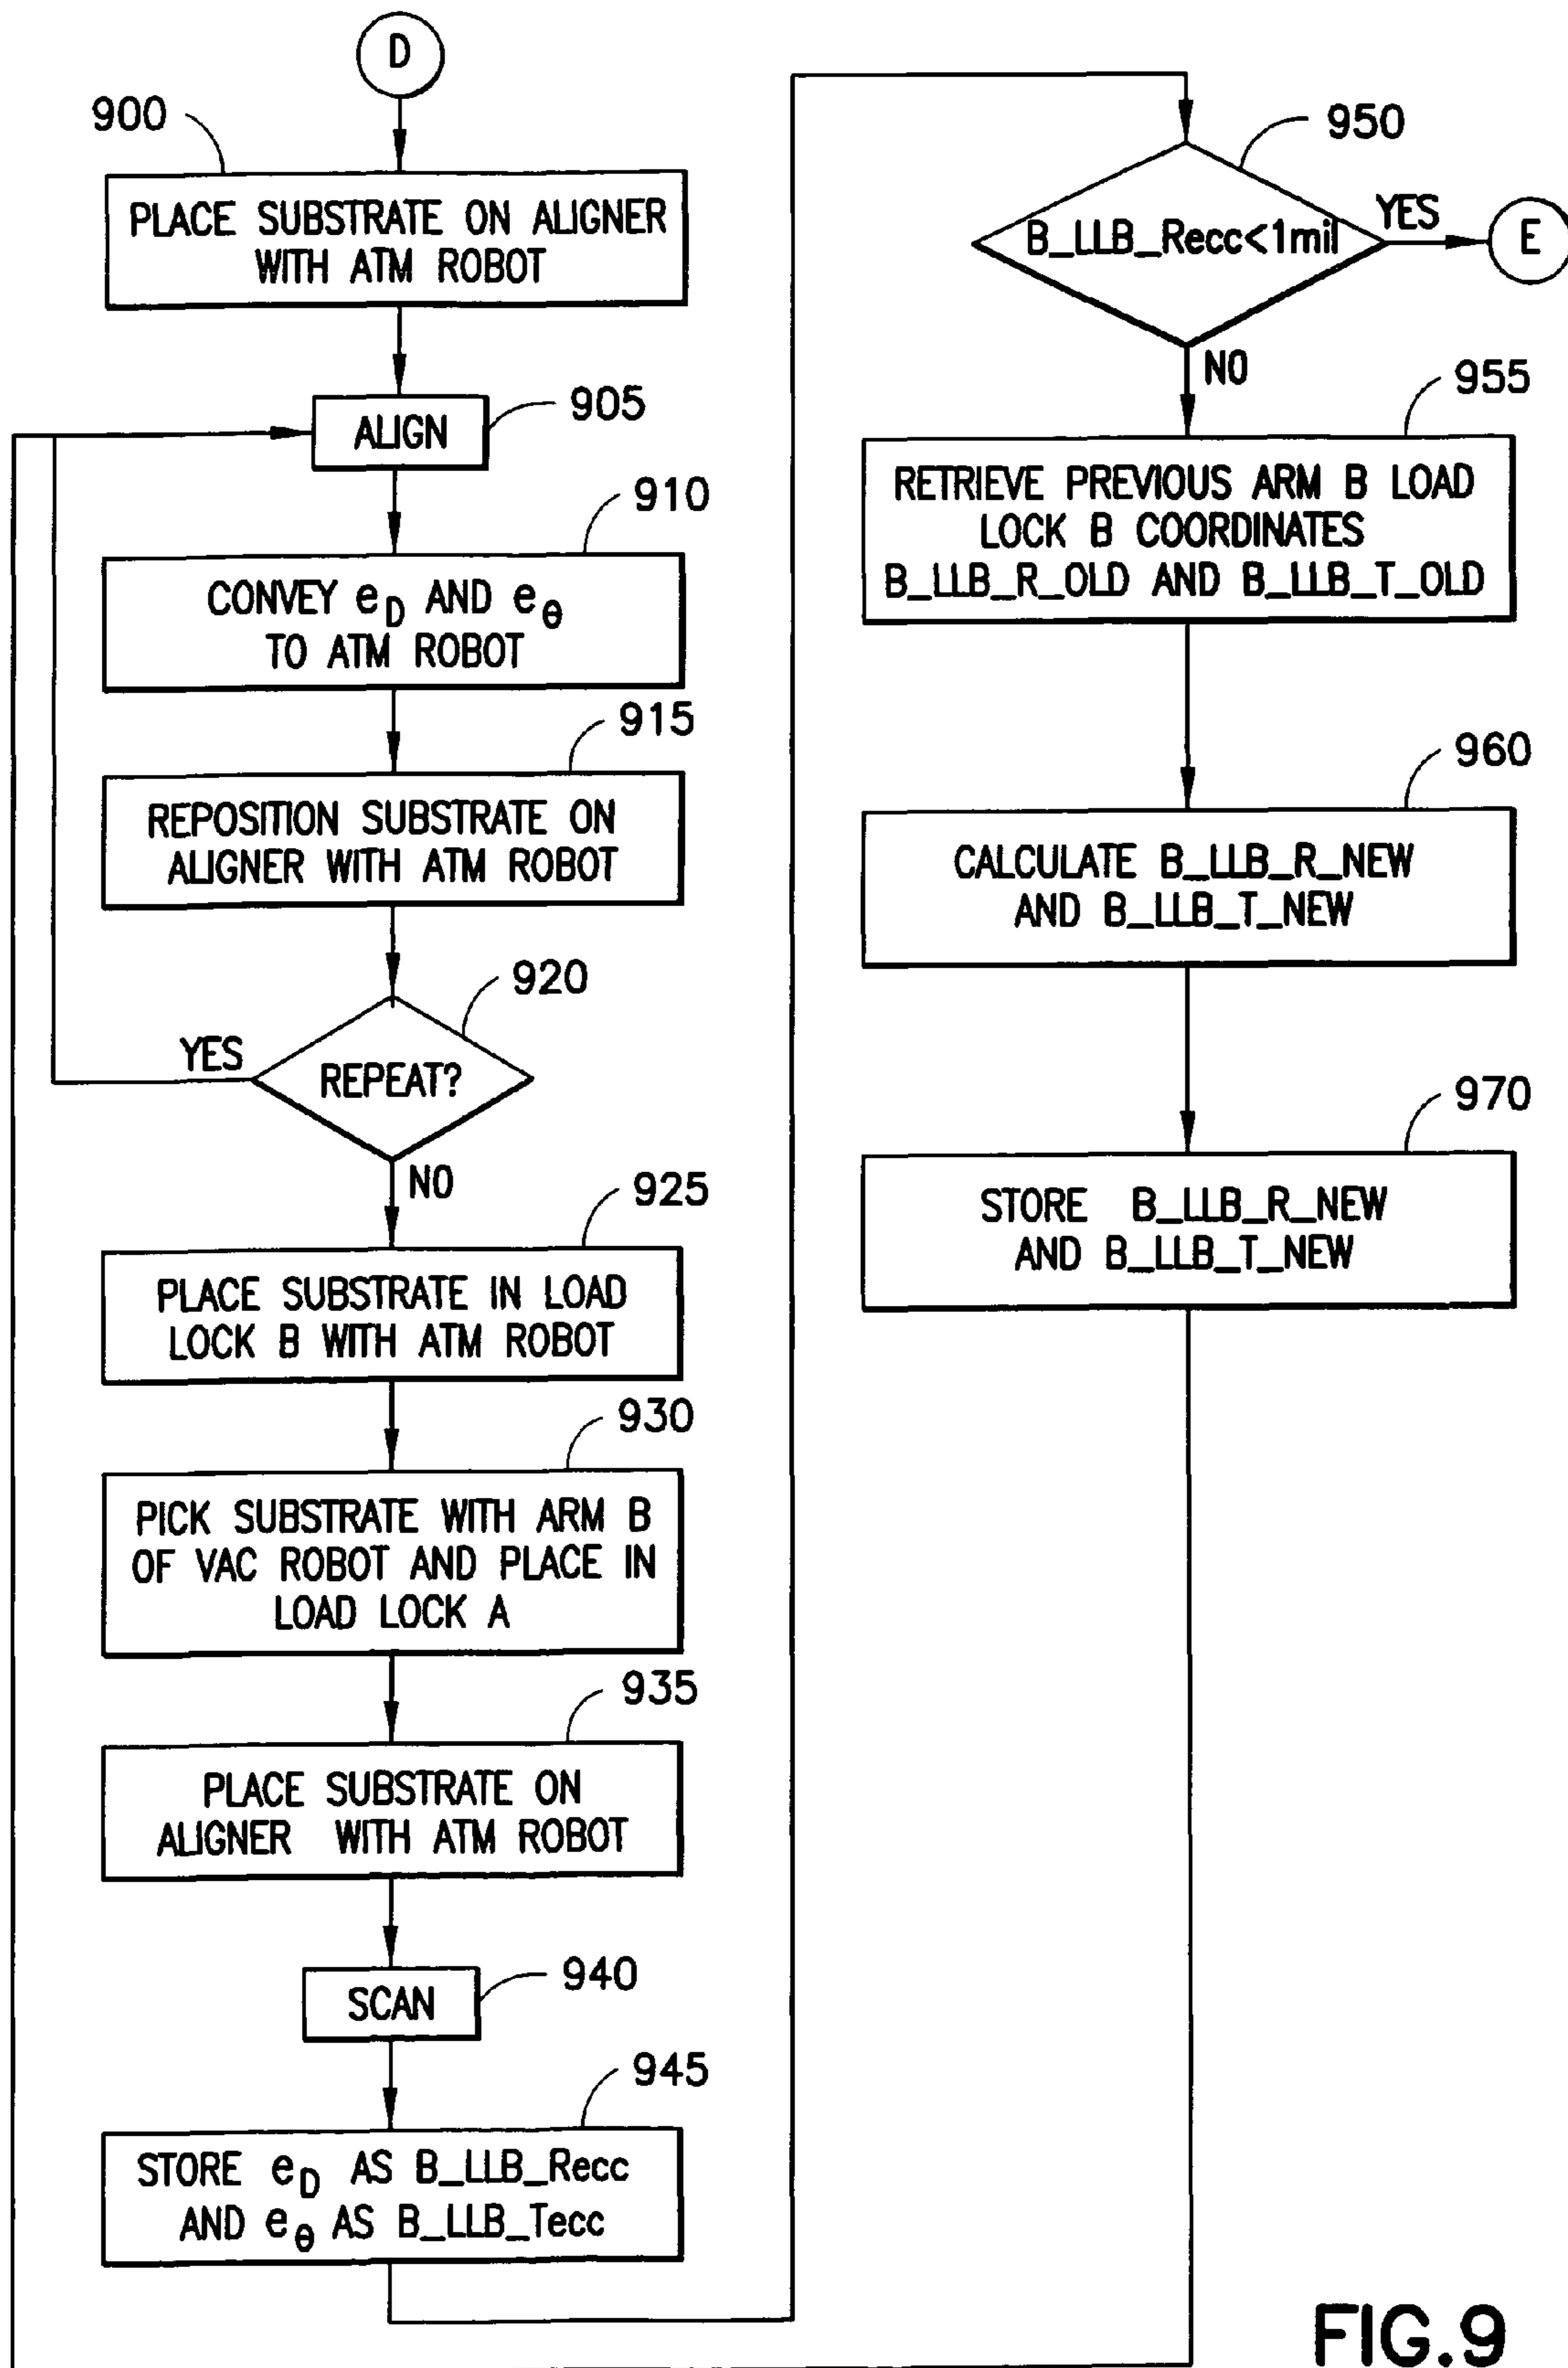 D
900
PLACE SUBSTRATE ON ALIGNER
WITH ATM ROBOT
905
ALIGN
910
CONVEY eD AND eθ
TO ATM ROBOT
915
REPOSITION SUBSTRATE ON
ALIGNER WITH ATM ROBOT
920
YES
REPEAT?
NO
925
PLACE SUBSTRATE IN LOAD
LOCK B WITH ATM ROBOT
930
PICK SUBSTRATE WITH ARM B
OF VAC ROBOT AND PLACE IN
LOAD LOCK A
935
PLACE SUBSTRATE ON
ALIGNER WITH ATM ROBOT
940
SCAN
945
STORE eD AS B_LLB_Recc
AND eθ AS B_LLB_Tecc
950
B_LLB_Recc<1mil
YES
E
NO
955
RETRIEVE PREVIOUS ARM B LOAD
LOCK B COORDINATES
B_LLB_R_OLD AND B_LLB_T_OLD
960
CALCULATE B_LLB_R_NEW
AND B_LLB_T_NEW
970
STORE B_LLB_R_NEW
AND B_LLB_T_NEW
FIG.9